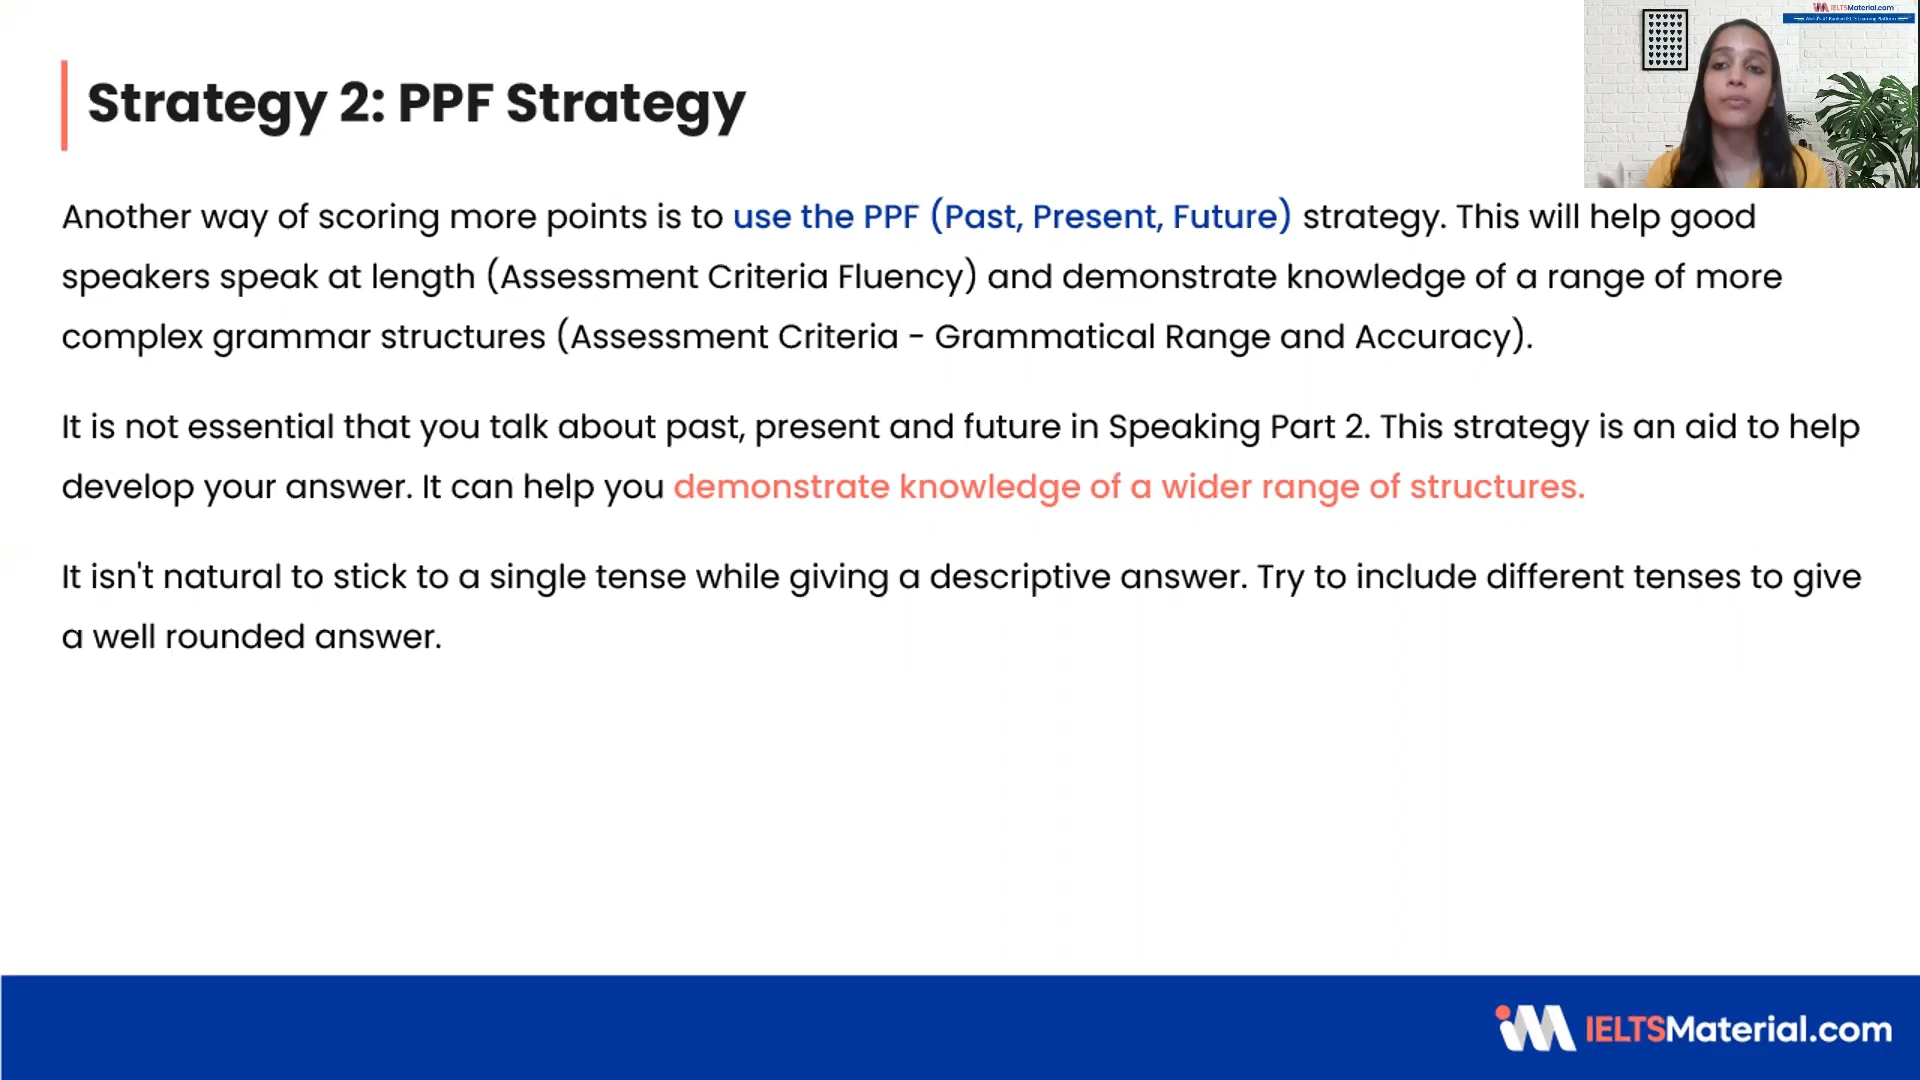 Strategy 2: PPF Strategy
IELTSMaterial.com
Another way of scoring more points is to use the PPF (Past, Present, Future) strategy. This will help good
speakers speak at length (Assessment Criteria Fluency) and demonstrate knowledge of a range of more
complex grammar structures (Assessment Criteria - Grammatical Range and Accuracy).
It is not essential that you talk about past, present and future in Speaking Part 2. This strategy is an aid to help
develop your answer. It can help you demonstrate knowledge of a wider range of structures.
It isn't natural to stick to a single tense while giving a descriptive answer. Try to include different tenses to give
a well rounded answer.
iM IELTSMaterial.com